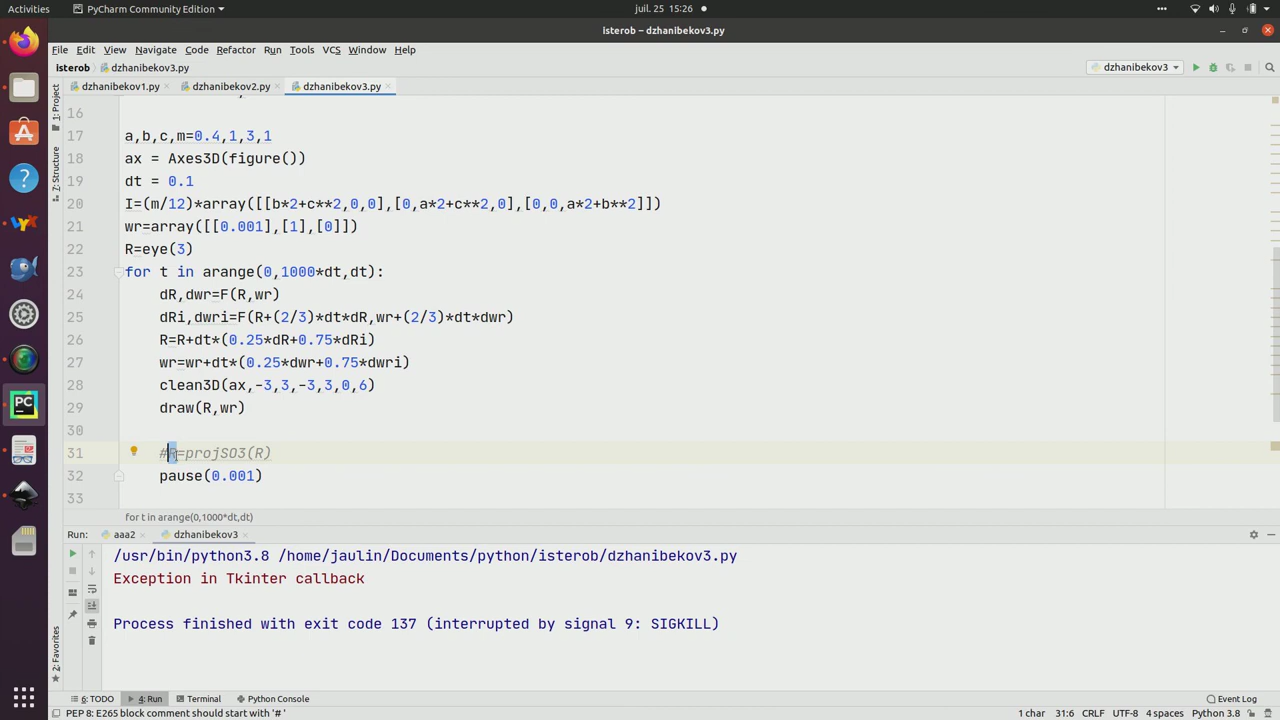 Activities
PyCharm Community Edition
juil. 25 15:26
isterob – dzhanibekov3.py
File Edit View Navigate Code Refactor Run Tools VCS Window Help
isterob dzhanibekov3.py
dzhanibekov3
dzhanibekov1.py dzhanibekov2.py dzhanibekov3.py
1: Project
7: Structure
2: Favorites
16
17 a,b,c,m=0.4,1,3,1
18 ax = Axes3D(figure())
19 dt = 0.1
20 I=(m/12)*array([[b*2+c**2,0,0],[0,a*2+c**2,0],[0,0,a*2+b**2]])
21 wr=array([[0.001],[1],[0]])
22 R=eye(3)
23 for t in arange(0,1000*dt,dt):
24 dR,dwr=F(R,wr)
25 dRi,dwri=F(R+(2/3)*dt*dR,wr+(2/3)*dt*dwr)
26 R=R+dt*(0.25*dR+0.75*dRi)
27 wr=wr+dt*(0.25*dwr+0.75*dwri)
28 clean3D(ax,-3,3,-3,3,0,6)
29 draw(R,wr)
30
31 #R=projSO3(R)
32 pause(0.001)
33
for t in arange(0,1000*dt,dt)
Run: aaa2 dzhanibekov3
/usr/bin/python3.8 /home/jaulin/Documents/python/isterob/dzhanibekov3.py
Exception in Tkinter callback
Process finished with exit code 137 (interrupted by signal 9: SIGKILL)
6: TODO 4: Run Terminal Python Console Event Log
PEP 8: E265 block comment should start with '# ' 1 char 31:6 CRLF UTF-8 4 spaces Python 3.8